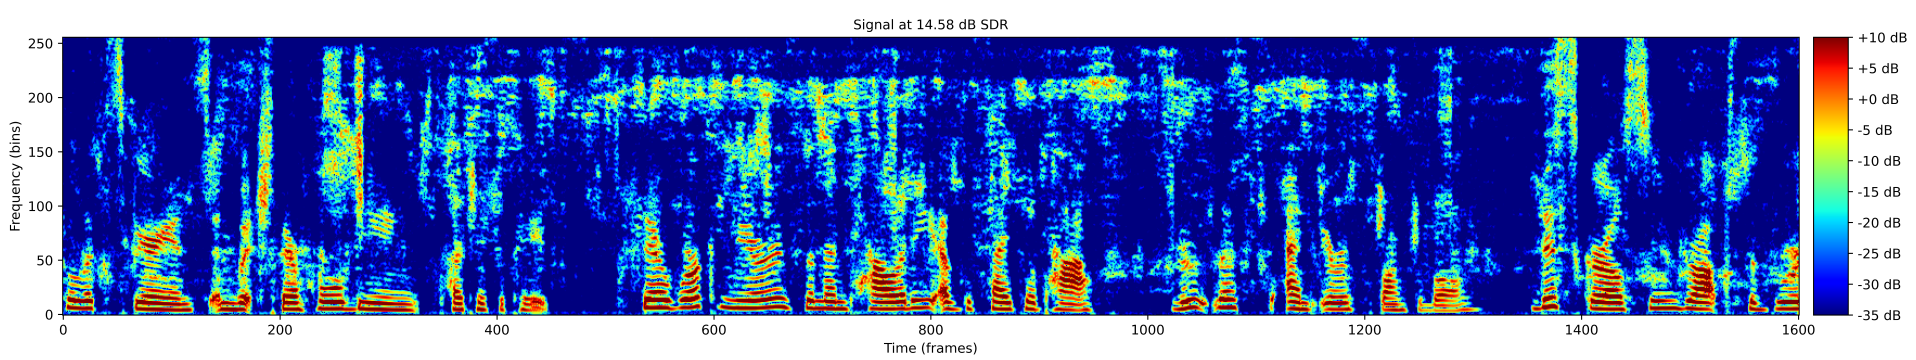 Signal at 14.58 dB SDR
Frequency (bins)
250
200
150
100
50
0
0 200 400 600 800 1000 1200 1400 1600
Time (frames)
+10 dB
+5 dB
+0 dB
-5 dB
-10 dB
-15 dB
-20 dB
-25 dB
-30 dB
-35 dB